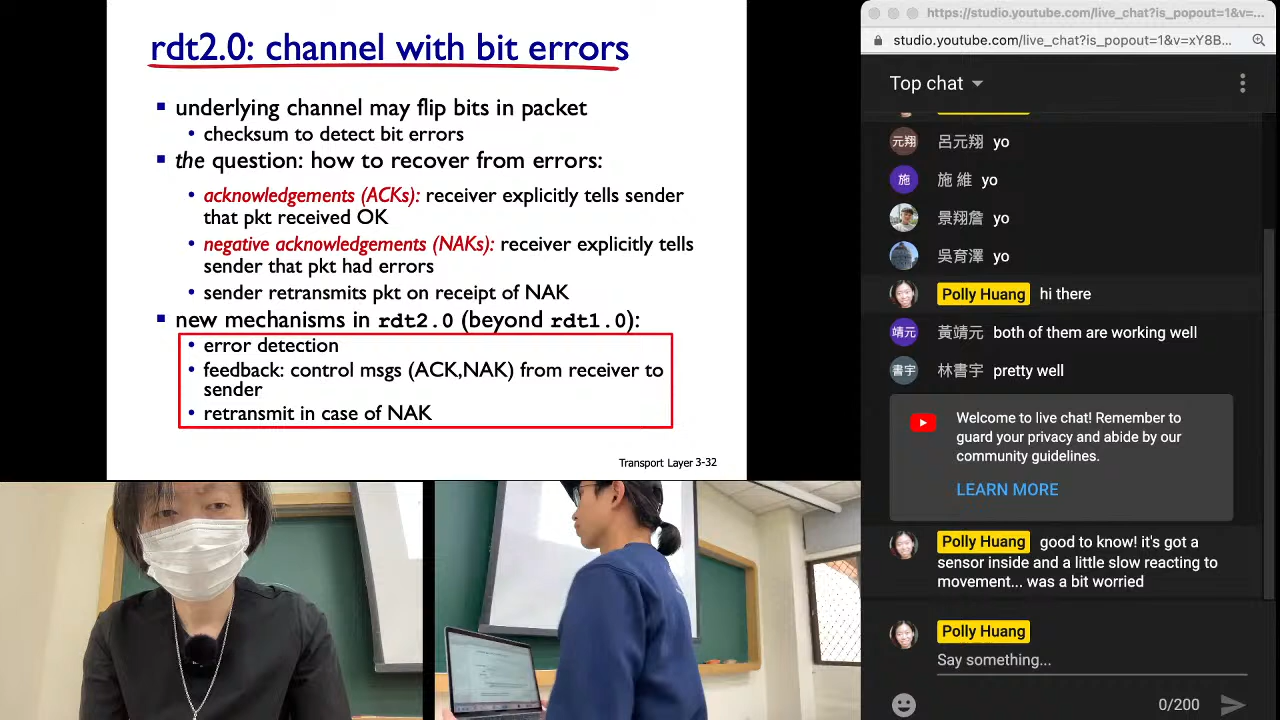 rdt2.0: channel with bit errors
underlying channel may flip bits in packet
checksum to detect bit errors
the question: how to recover from errors:
acknowledgements (ACKs): receiver explicitly tells sender
that pkt received OK
negative acknowledgements (NAKs): receiver explicitly tells
sender that pkt had errors
sender retransmits pkt on receipt of NAK
new mechanisms in rdt2.0 (beyond rdt1.0):
error detection
feedback: control msgs (ACK,NAK) from receiver to
sender
retransmit in case of NAK
Transport Layer 3-32
https://studio.youtube.com/live_chat?is_popout=1&v=...
studio.youtube.com/live_chat?is_popout=1&v=xY8B...
Top chat
元翔 呂元翔 yo
施 施 維 yo
景翔詹 yo
吳育澤 yo
Polly Huang hi there
靖元 黃靖元 both of them are working well
書宇 林書宇 pretty well
Welcome to live chat! Remember to
guard your privacy and abide by our
community guidelines.
LEARN MORE
Polly Huang good to know! it's got a
sensor inside and a little slow reacting to
movement... was a bit worried
Polly Huang
Say something...
0/200